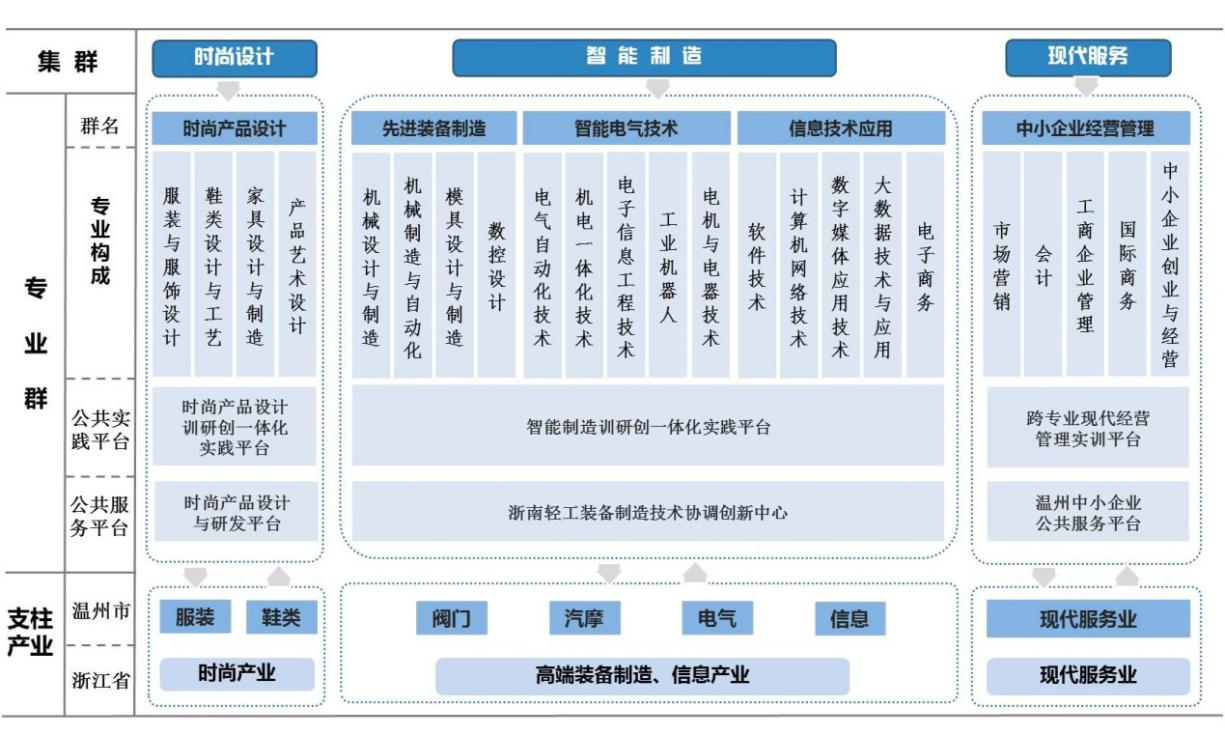 集 群
时尚设计
智 能 制 造
现代服务
专
业
群
群名
时尚产品设计
先进装备制造
智能电气技术
信息技术应用
中小企业经营管理
专业构成
服装与服饰设计
鞋类设计与工艺
家具设计与制造
产品艺术设计
机械设计与制造
机械制造与自动化
模具设计与制造
数控设计
电气自动化技术
机电一体化技术
电子信息工程技术
工业机器人
电机与电器技术
软件技术
计算机网络技术
数字媒体应用技术
大数据技术与应用
电子商务
市场营销
会计
工商企业管理
国际商务
中小企业创业与经营
公共实
践平台
时尚产品设计
训研创一体化
实践平台
智能制造训研创一体化实践平台
跨专业现代经营
管理实训平台
公共服
务平台
时尚产品设计
与研发平台
浙南轻工装备制造技术协调创新中心
温州中小企业
公共服务平台
支柱
产业
温州市
服装
鞋类
阀门
汽摩
电气
信息
现代服务业
浙江省
时尚产业
高端装备制造、信息产业
现代服务业